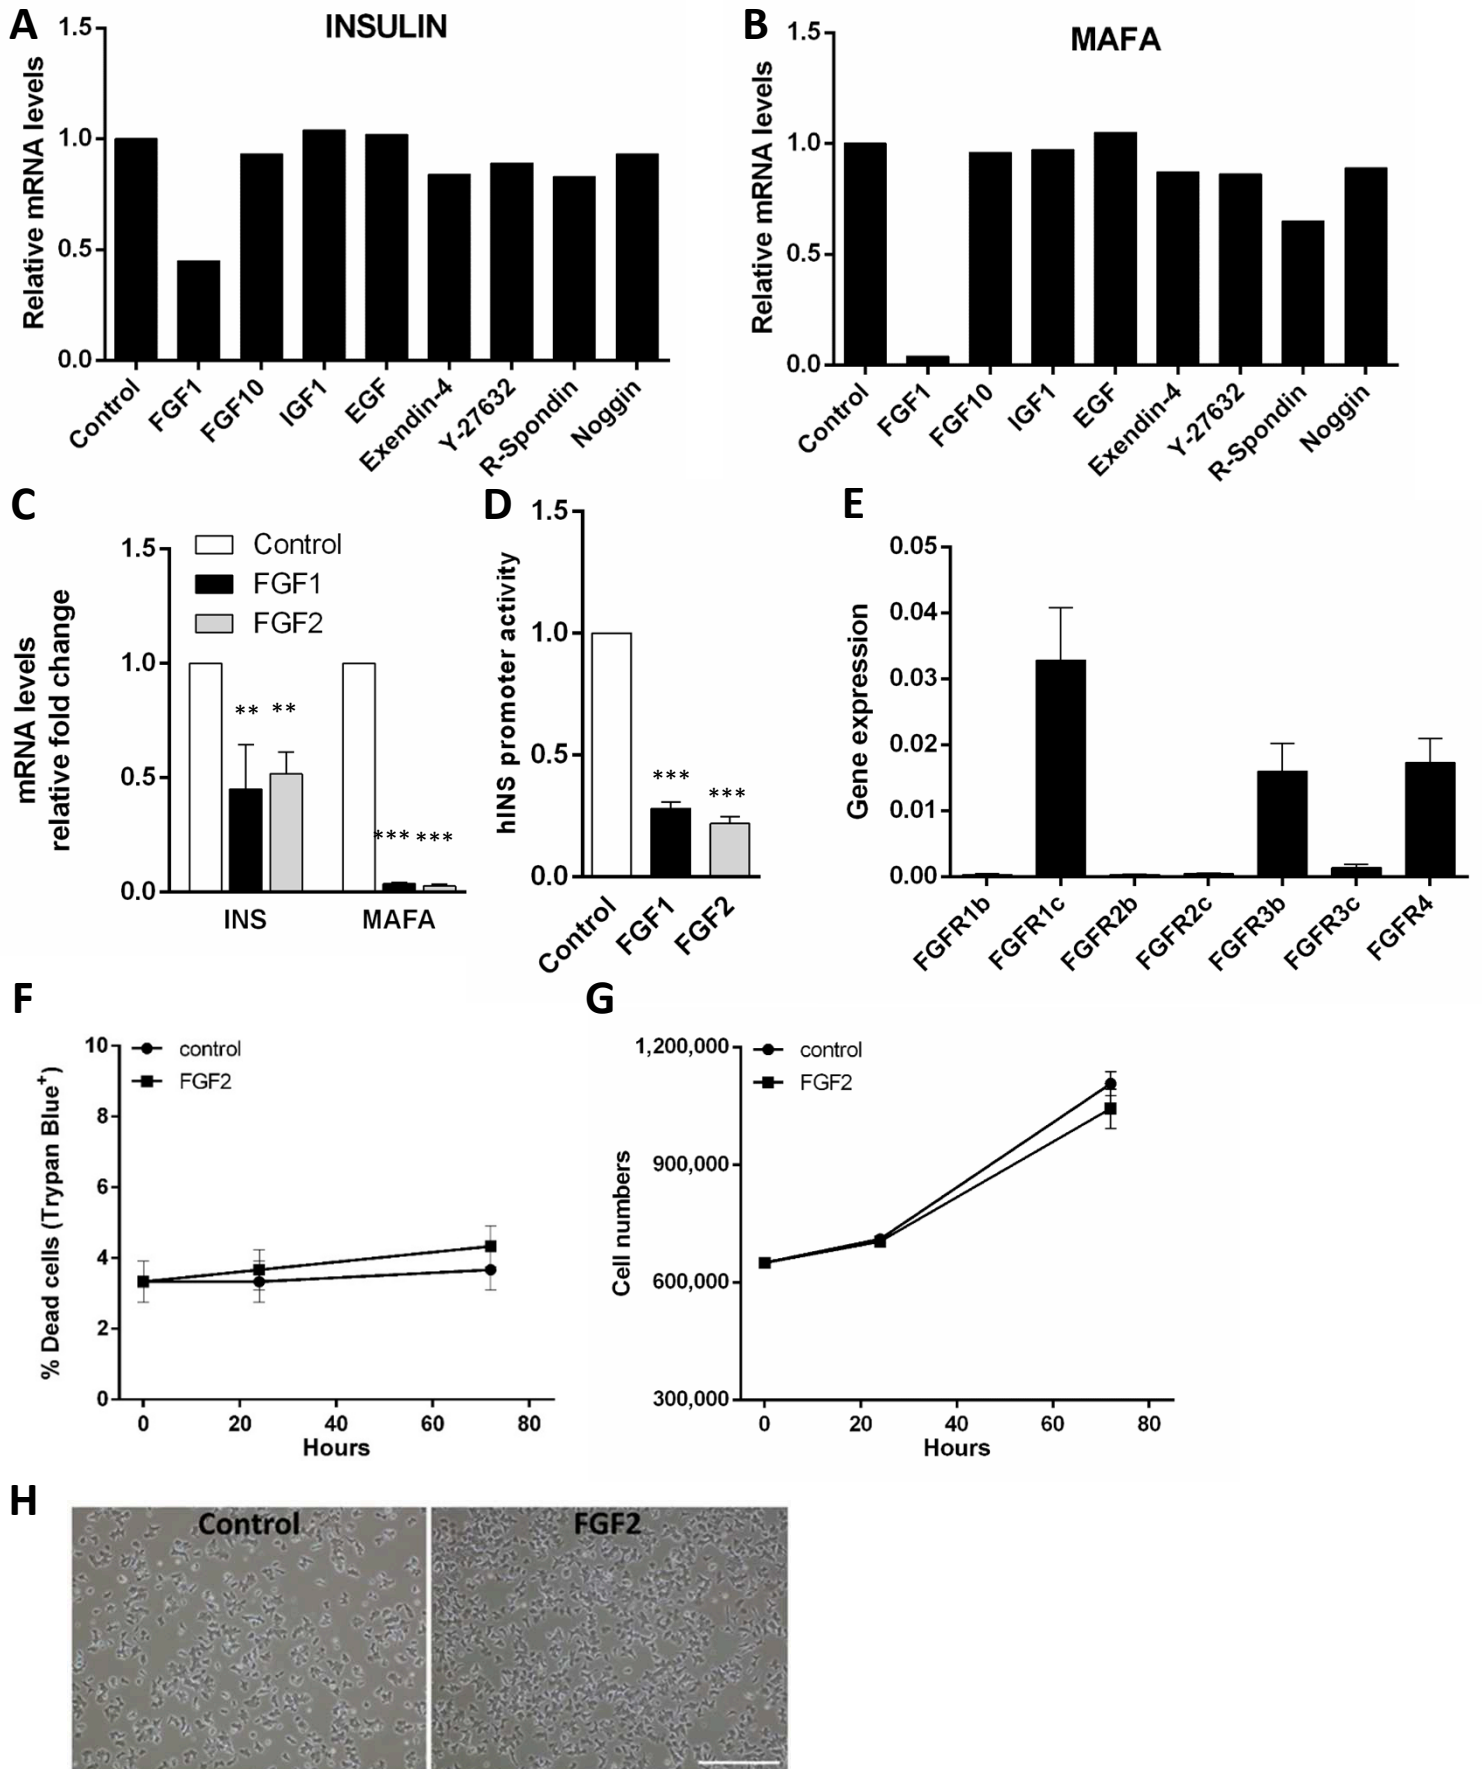 A
INSULIN
Relative mRNA levels
1.5
1.0
0.5
0.0
Control
FGF1
FGF10
IGF1
EGF
Exendin-4
Y-27632
R-Spondin
Noggin
B
MAFA
Relative mRNA levels
1.5
1.0
0.5
0.0
Control
FGF1
FGF10
IGF1
EGF
Exendin-4
Y-27632
R-Spondin
Noggin
C
mRNA levels
relative fold change
1.5
1.0
0.5
0.0
Control
FGF1
FGF2
** **
*** ***
INS
MAFA
D
hINS promoter activity
1.5
1.0
0.5
0.0
***
***
Control
FGF1
FGF2
E
Gene expression
0.05
0.04
0.03
0.02
0.01
0.00
FGFR1b
FGFR1c
FGFR2b
FGFR2c
FGFR3b
FGFR3c
FGFR4
F
% Dead cells (Trypan Blue⁺)
10
8
6
4
2
0
control
FGF2
0 20 40 60 80
Hours
G
Cell numbers
1,200,000
900,000
600,000
300,000
control
FGF2
0 20 40 60 80
Hours
H
Control
FGF2